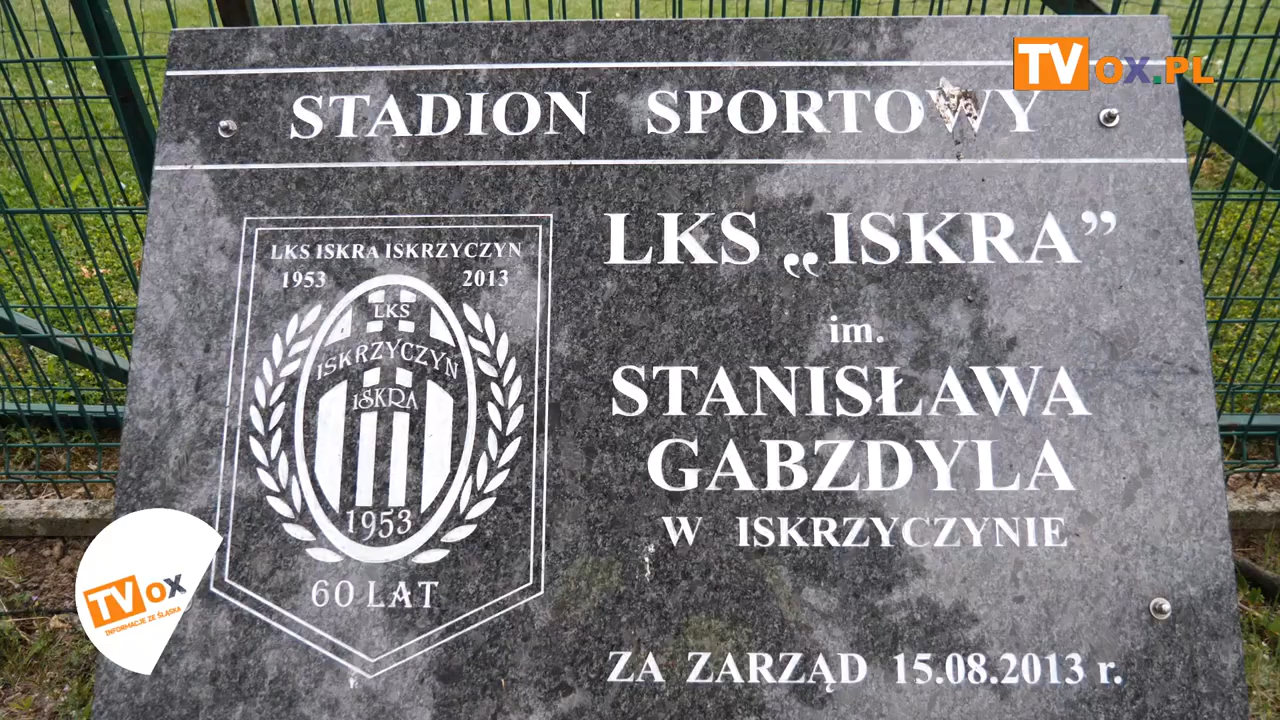 TVOX.PL
STADION SPORTOWY
LKS ISKRA ISKRZYCZYN
1953 2013
LKS
ISKRZYCZYN
ISKRA
1953
60 LAT
LKS „ISKRA”
im.
STANISŁAWA
GABZDYLA
W ISKRZYCZYNIE
ZA ZARZĄD 15.08.2013 r.
TVOX
INFORMACJE ZE ŚLĄSKA